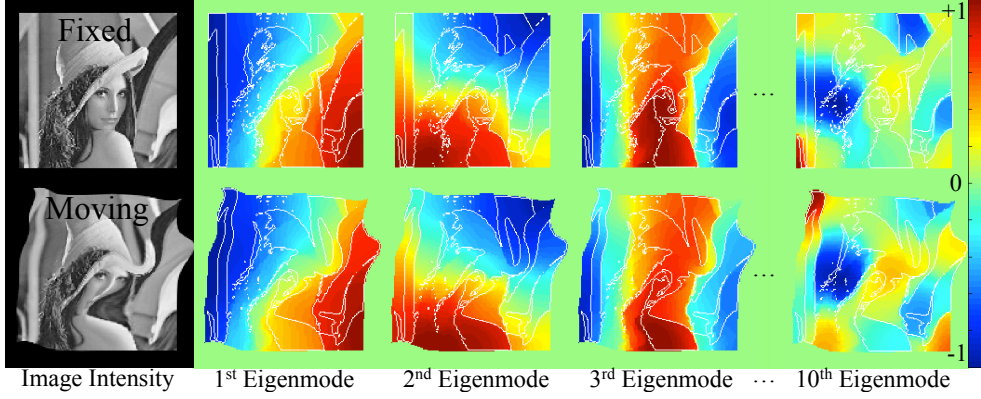 Fixed
+1
...
0
Moving
...
-1
Image Intensity
1st Eigenmode
2nd Eigenmode
3rd Eigenmode
...
10th Eigenmode